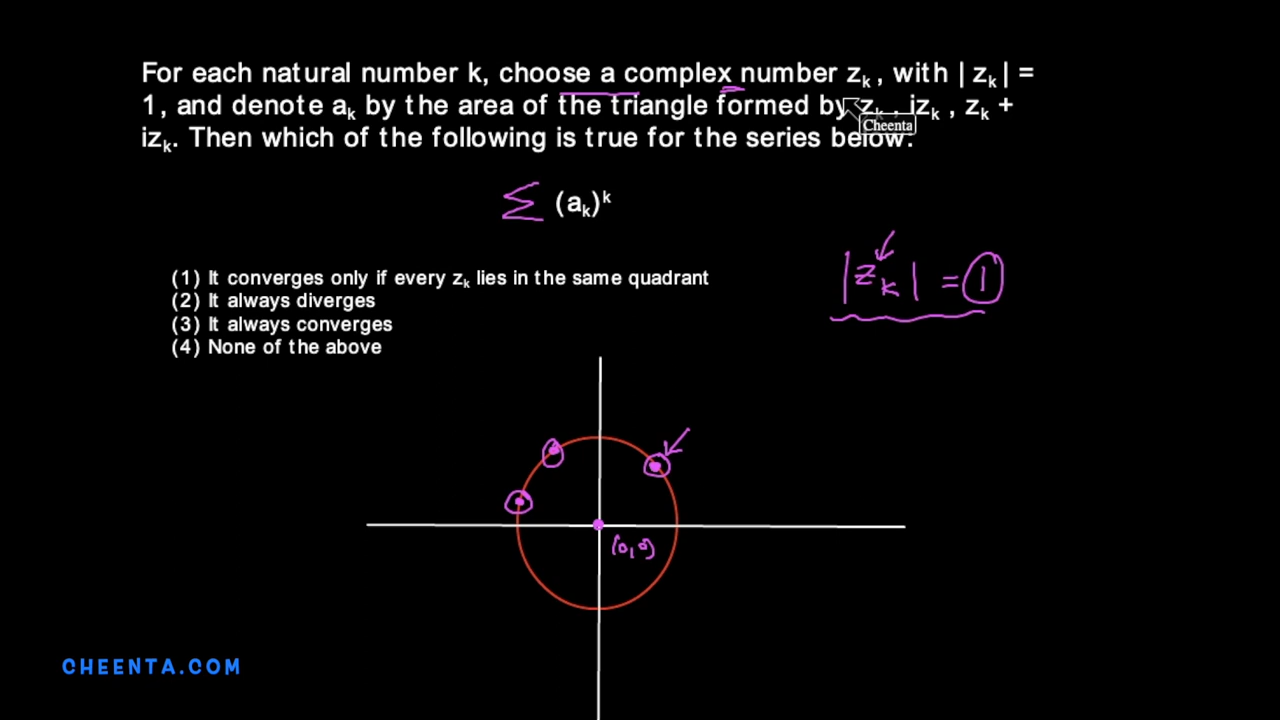 For each natural number k, choose a complex number zₖ , with | zₖ | =
1, and denote aₖ by the area of the triangle formed by zₖ , izₖ , zₖ +
Cheenta
izₖ. Then which of the following is true for the series below.
∑ (aₖ)ᵏ
|zₖ| = 1
(1) It converges only if every zₖ lies in the same quadrant
(2) It always diverges
(3) It always converges
(4) None of the above
(0,0)
CHEENTA.COM